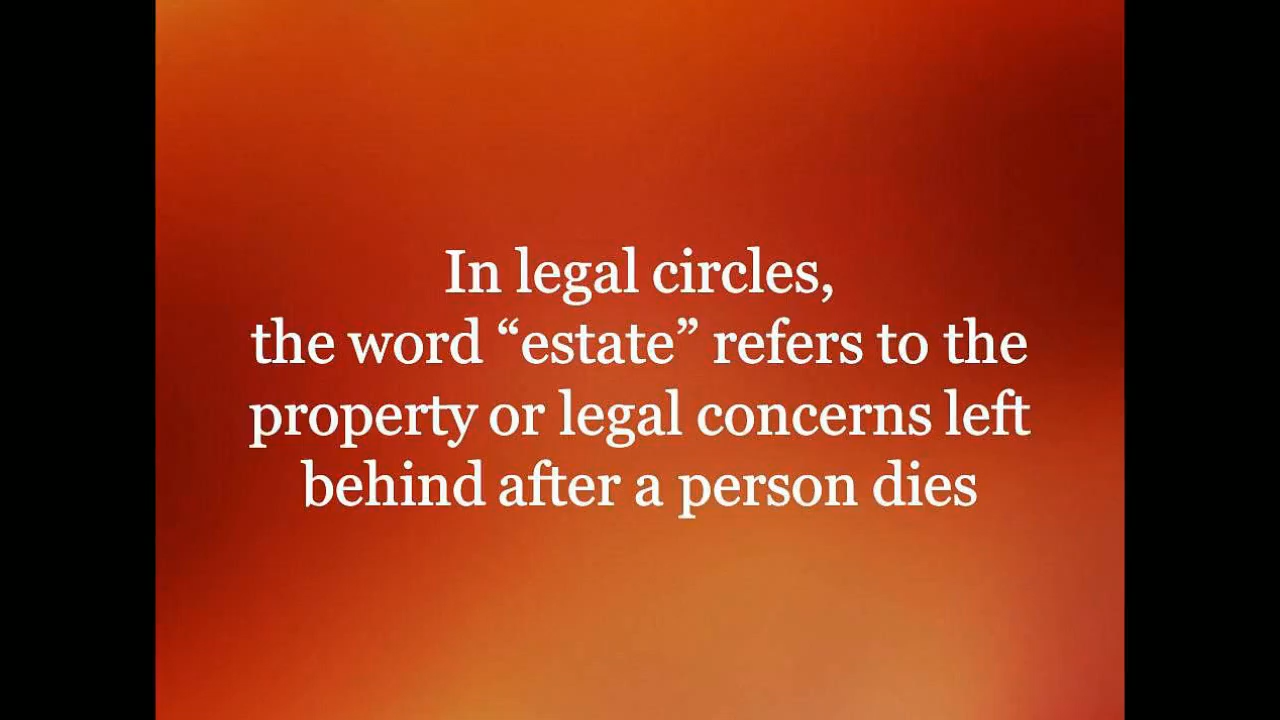 In legal circles,
the word “estate” refers to the
property or legal concerns left
behind after a person dies